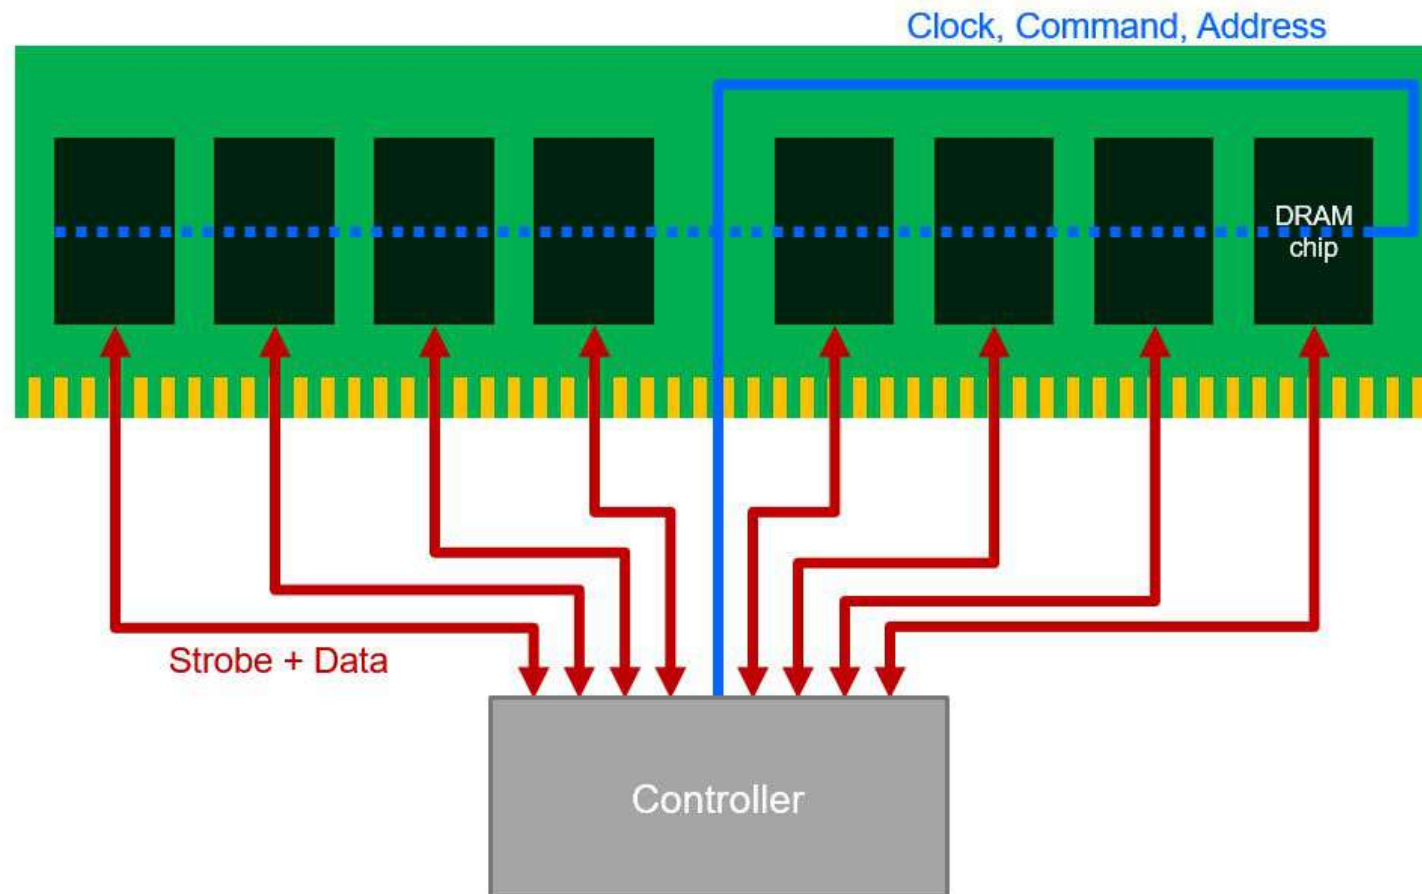 Clock, Command, Address
DRAM
chip
Strobe + Data
Controller